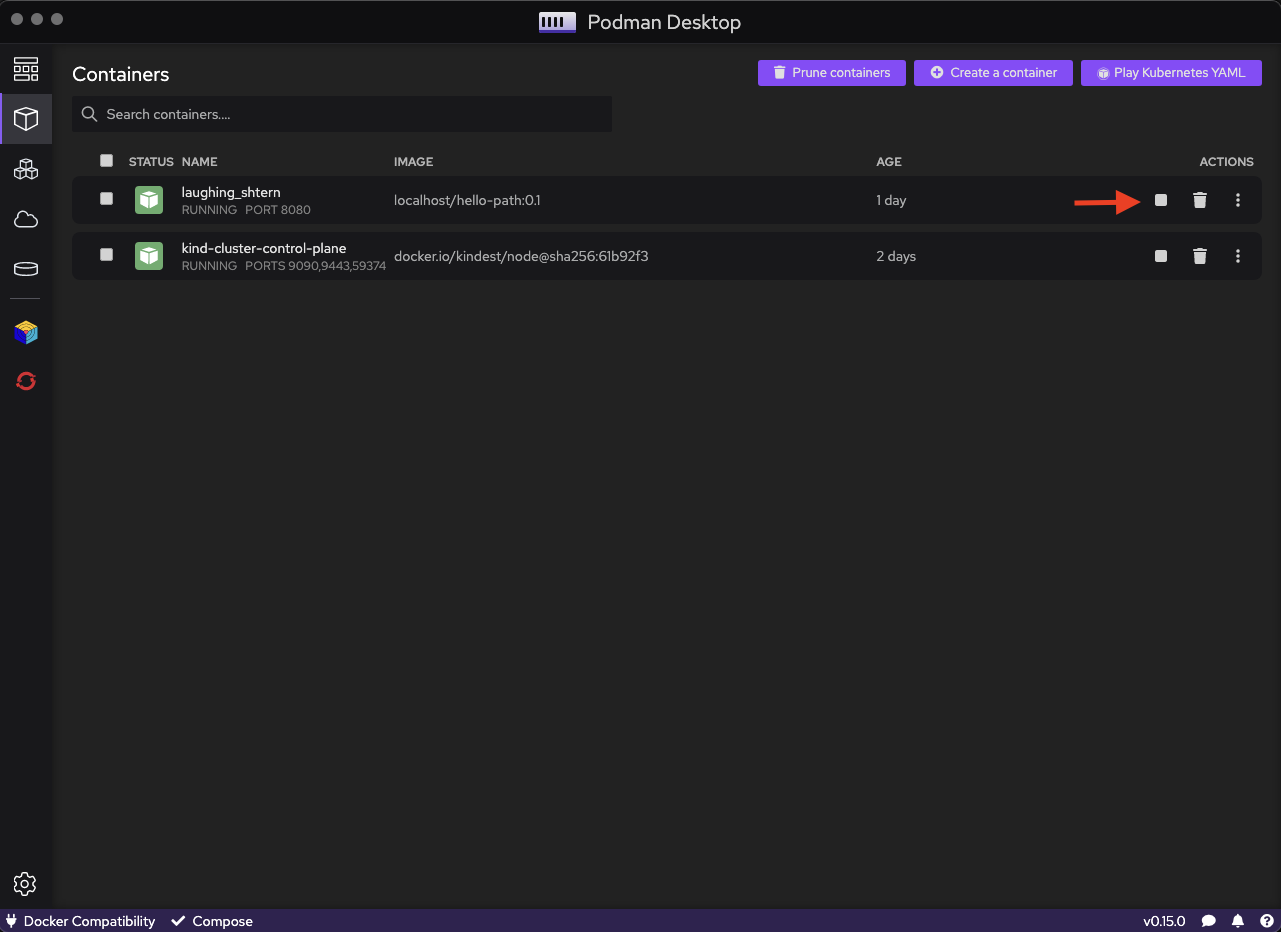 Podman Desktop
Containers
Prune containers
Create a container
Play Kubernetes YAML
Search containers....
STATUS NAME IMAGE AGE ACTIONS
laughing_shtern
RUNNING PORT 8080
localhost/hello-path:0.1
1 day
kind-cluster-control-plane
RUNNING PORTS 9090,9443,59374
docker.io/kindest/node@sha256:61b92f3
2 days
Docker Compatibility
Compose
v0.15.0